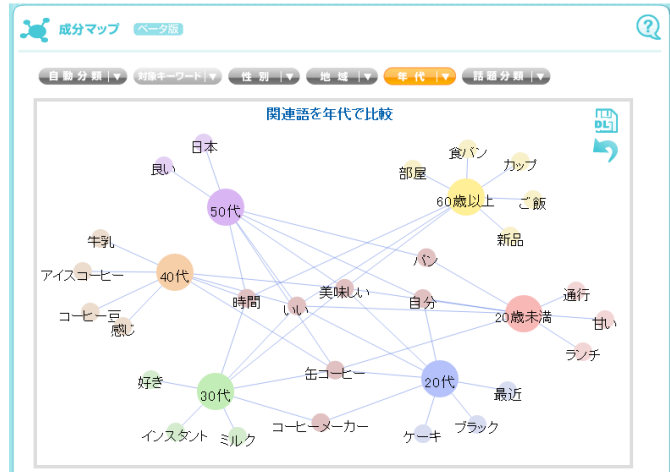 成分マップ ベータ版
自動分類 ▼ 対象キーワード ▼ 性別 ▼ 地域 ▼ 年代 ▼ 話題分類 ▼
関連語を年代で比較
DL
日本
食パン
良い
部屋
カップ
50代
60歳以上
ご飯
牛乳
新品
パン
アイスコーヒー
40代
時間
美味しい
自分
通行
いい
コーヒー豆
20歳未満
甘い
感じ
ランチ
缶コーヒー
好き
30代
20代
最近
インスタント
ミルク
コーヒーメーカー
ケーキ
ブラック